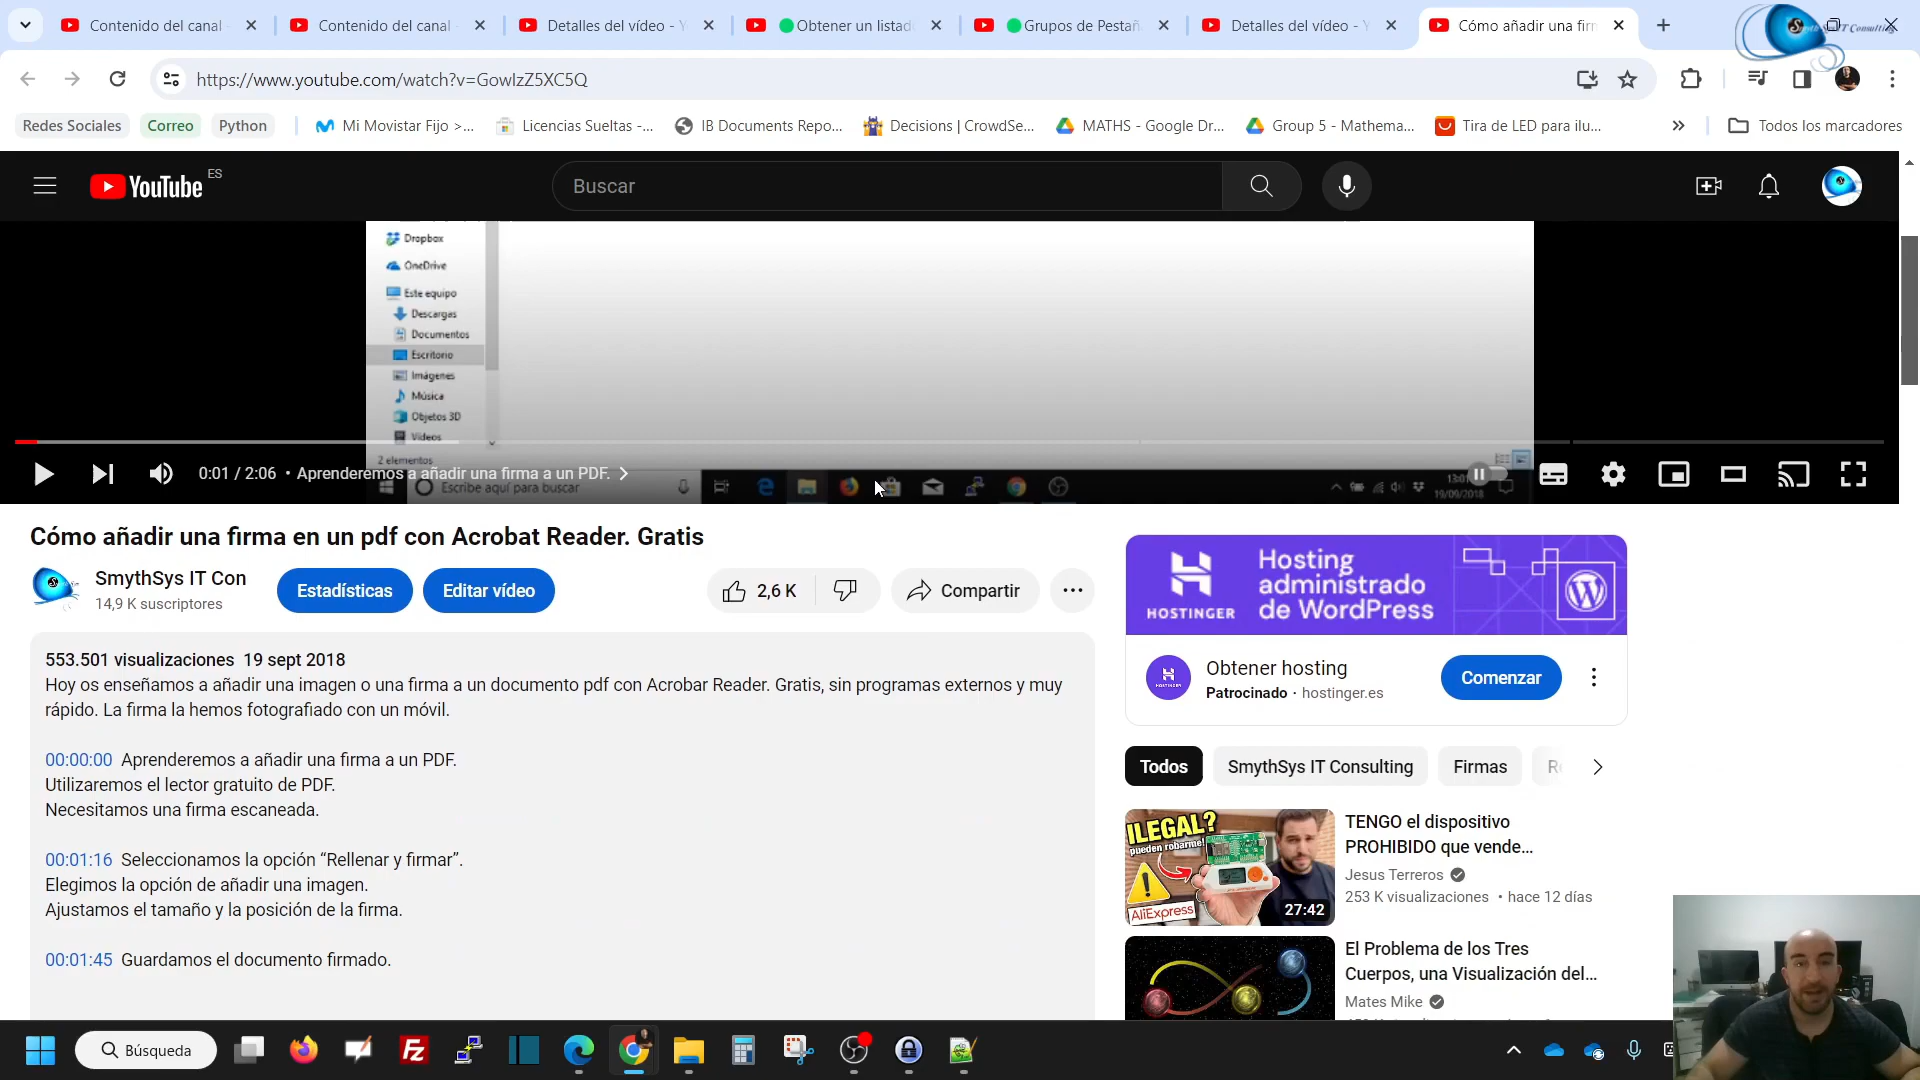 Contenido del canal
Contenido del canal
Detalles del vídeo - Y
Obtener un listad
Grupos de Pestañ
Detalles del vídeo - Y
Cómo añadir una firm
https://www.youtube.com/watch?v=GowIzZ5XC5Q
Redes Sociales
Correo
Python
Mi Movistar Fijo >...
Licencias Sueltas -...
IB Documents Repo...
Decisions | CrowdSe...
MATHS - Google Dr...
Group 5 - Mathema...
Tira de LED para ilu...
Todos los marcadores
YouTube ES
Buscar
Dropbox
OneDrive
Este equipo
Descargas
Documentos
Escritorio
Imágenes
Música
Objetos 3D
Vídeos
2 elementos
0:01 / 2:06 • Aprenderemos a añadir una firma a un PDF.
Escribe aquí para buscar
13:01
19/09/2018
Cómo añadir una firma en un pdf con Acrobat Reader. Gratis
SmythSys IT Con
14,9 K suscriptores
Estadísticas
Editar vídeo
2,6 K
Compartir
553.501 visualizaciones 19 sept 2018
Hoy os enseñamos a añadir una imagen o una firma a un documento pdf con Acrobar Reader. Gratis, sin programas externos y muy
rápido. La firma la hemos fotografiado con un móvil.
00:00:00 Aprenderemos a añadir una firma a un PDF.
Utilizaremos el lector gratuito de PDF.
Necesitamos una firma escaneada.
00:01:16 Seleccionamos la opción “Rellenar y firmar”.
Elegimos la opción de añadir una imagen.
Ajustamos el tamaño y la posición de la firma.
00:01:45 Guardamos el documento firmado.
HOSTINGER
Hosting
administrado
de WordPress
Obtener hosting
Patrocinado · hostinger.es
Comenzar
Todos
SmythSys IT Consulting
Firmas
ILEGAL?
pueden robarme!
AliExpress
27:42
TENGO el dispositivo
PROHIBIDO que vende...
Jesus Terreros
253 K visualizaciones • hace 12 días
El Problema de los Tres
Cuerpos, una Visualización del...
Mates Mike
Búsqueda